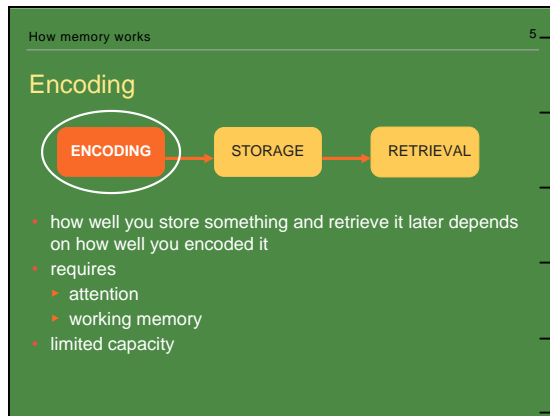 How memory works 5
Encoding
ENCODING STORAGE RETRIEVAL
• how well you store something and retrieve it later depends
on how well you encoded it
• requires
► attention
► working memory
• limited capacity